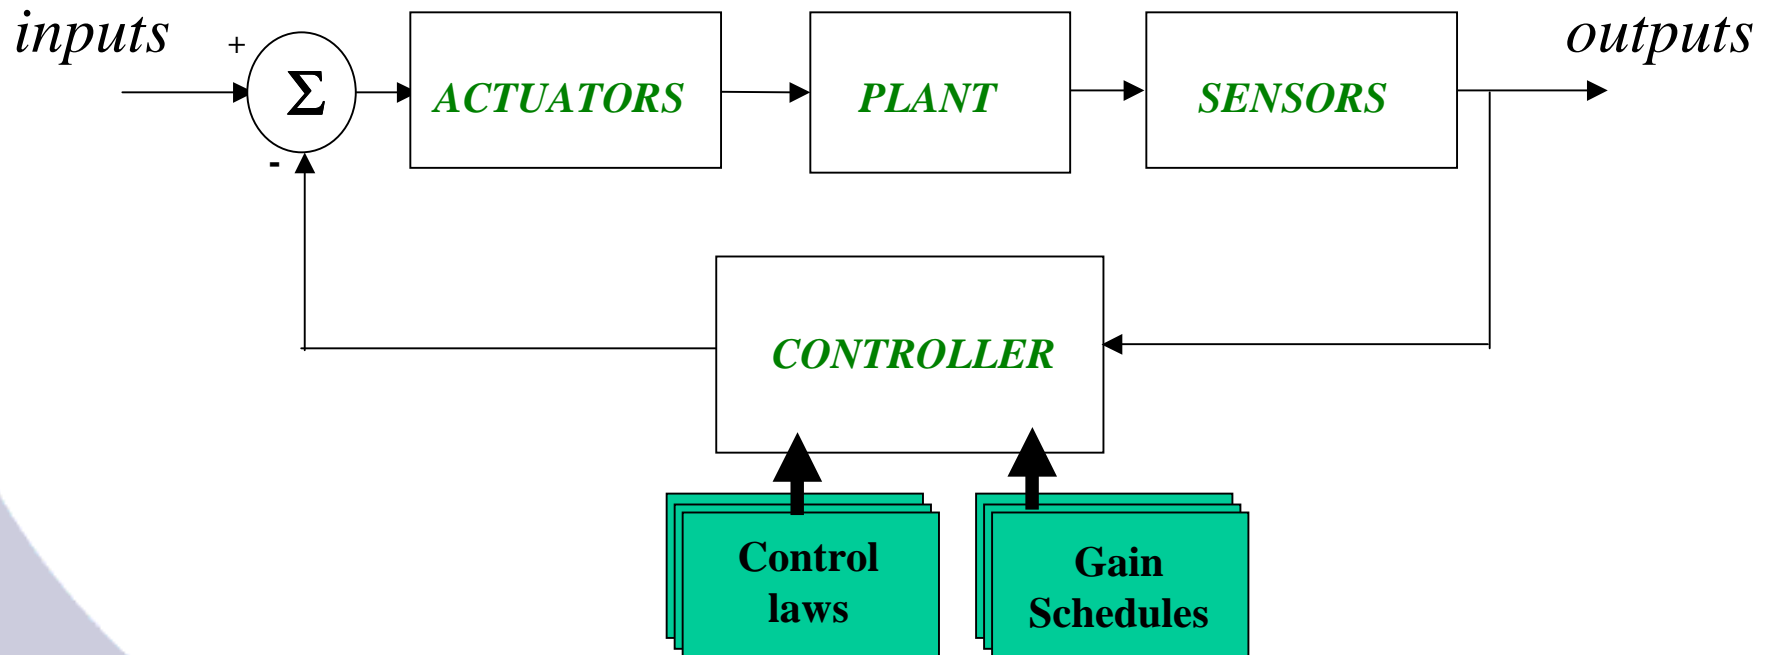 inputs
outputs
+
Σ
-
ACTUATORS
PLANT
SENSORS
CONTROLLER
Control
laws
Gain
Schedules